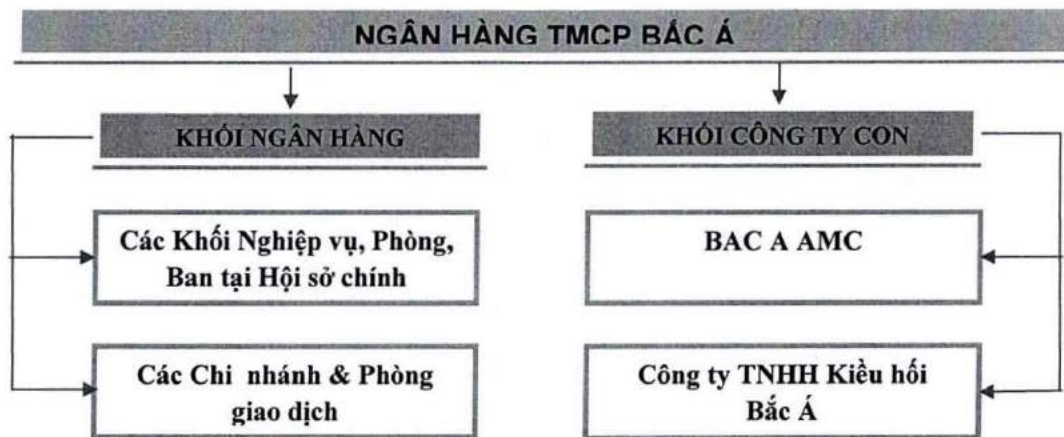 NGÂN HÀNG TMCP BẮC Á
KHỐI NGÂN HÀNG
KHỐI CÔNG TY CON
Các Khối Nghiệp vụ, Phòng,
Ban tại Hội sở chính
BAC A AMC
Các Chi nhánh & Phòng
giao dịch
Công ty TNHH Kiều hối
Bắc Á